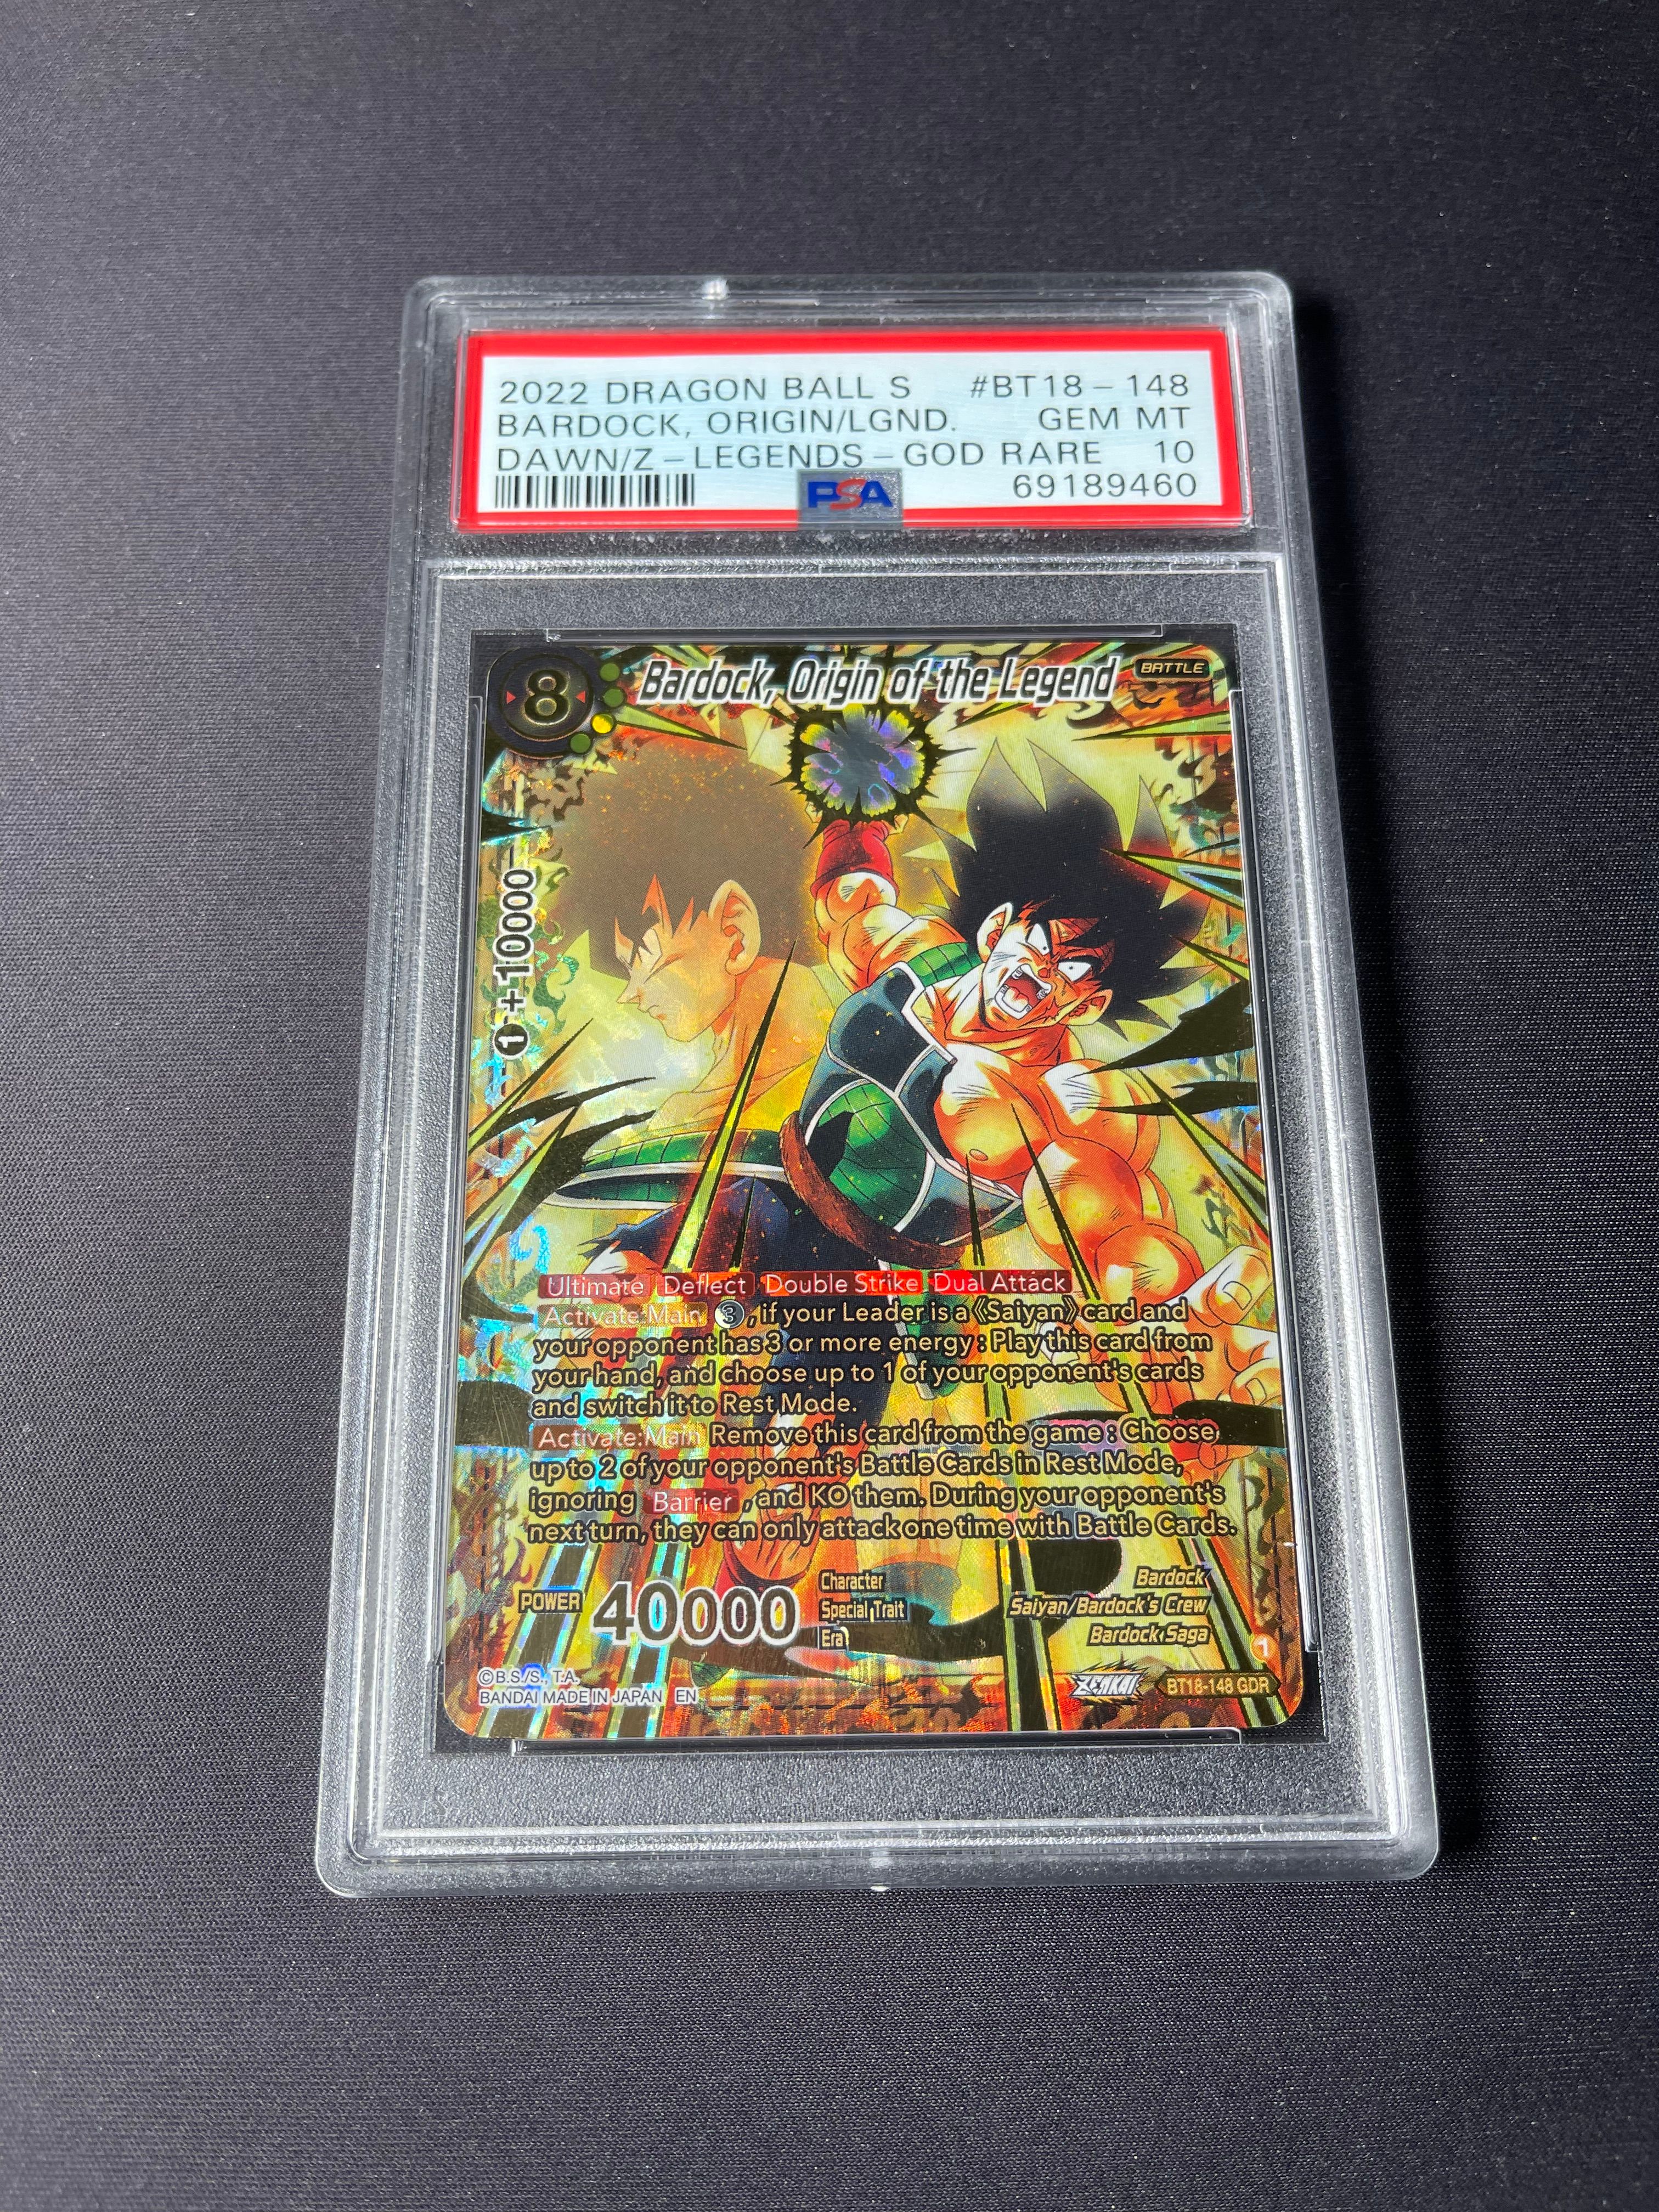 2022 DRAGON BALL S #BT18-148
BARDOCK, ORIGIN/LGND. GEM MT
DAWN/Z-LEGENDS-GOD RARE 10
PSA 69189460
8
Bardock, Origin of the Legend
BATTLE
1+10000
Ultimate Deflect Double Strike Dual Attack
Activate:Main 3, if your Leader is a 《Saiyan》 card and
your opponent has 3 or more energy : Play this card from
your hand, and choose up to 1 of your opponent's cards
and switch it to Rest Mode.
Activate:Main Remove this card from the game : Choose
up to 2 of your opponent's Battle Cards in Rest Mode,
ignoring Barrier, and KO them. During your opponent's
next turn, they can only attack one time with Battle Cards.
POWER 40000
Character Bardock
Special Trait Saiyan/Bardock's Crew
Era Bardock Saga
1
©B.S./S., T.A.
BANDAI MADE IN JAPAN EN
ZENKAI
BT18-148 GDR